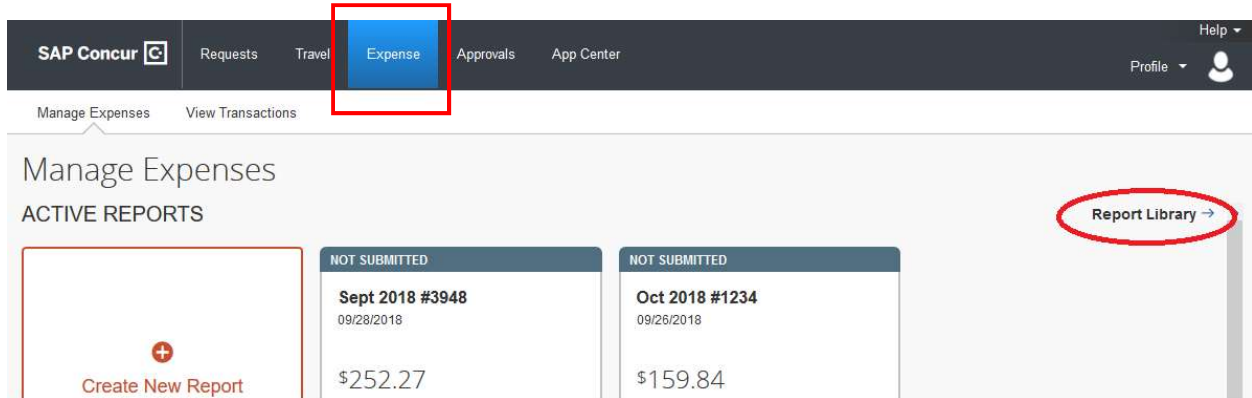 Help
SAP Concur Requests Travel Expense Approvals App Center
Profile
Manage Expenses View Transactions
Manage Expenses
ACTIVE REPORTS
Report Library →
NOT SUBMITTED
Sept 2018 #3948
09/28/2018
$252.27
NOT SUBMITTED
Oct 2018 #1234
09/26/2018
$159.84
Create New Report